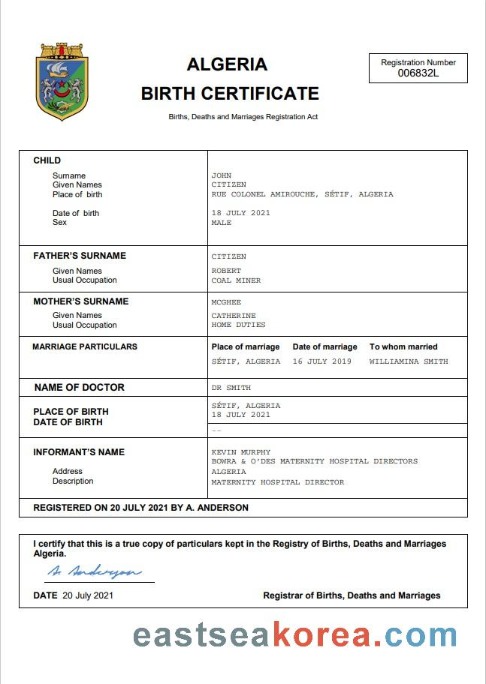 ALGERIA
BIRTH CERTIFICATE
Births, Deaths and Marriages Registration Act
Registration Number
006832L
CHILD
Surname JOHN
Given Names CITIZEN
Place of birth RUE COLONEL AMIROUCHE, SÉTIF, ALGERIA
Date of birth 18 JULY 2021
Sex MALE
FATHER'S SURNAME CITIZEN
Given Names ROBERT
Usual Occupation COAL MINER
MOTHER'S SURNAME MCGHEE
Given Names CATHERINE
Usual Occupation HOME DUTIES
MARRIAGE PARTICULARS Place of marriage Date of marriage To whom married
SÉTIF, ALGERIA 16 JULY 2019 WILLIAMINA SMITH
NAME OF DOCTOR DR SMITH
PLACE OF BIRTH SÉTIF, ALGERIA
DATE OF BIRTH 18 JULY 2021
--
INFORMANT'S NAME KEVIN MURPHY
BOWRA & O'DES MATERNITY HOSPITAL DIRECTORS
Address ALGERIA
Description MATERNITY HOSPITAL DIRECTOR
REGISTERED ON 20 JULY 2021 BY A. ANDERSON
I certify that this is a true copy of particulars kept in the Registry of Births, Deaths and Marriages
Algeria.
A. Anderson
DATE 20 July 2021 Registrar of Births, Deaths and Marriages
eastseakorea.com